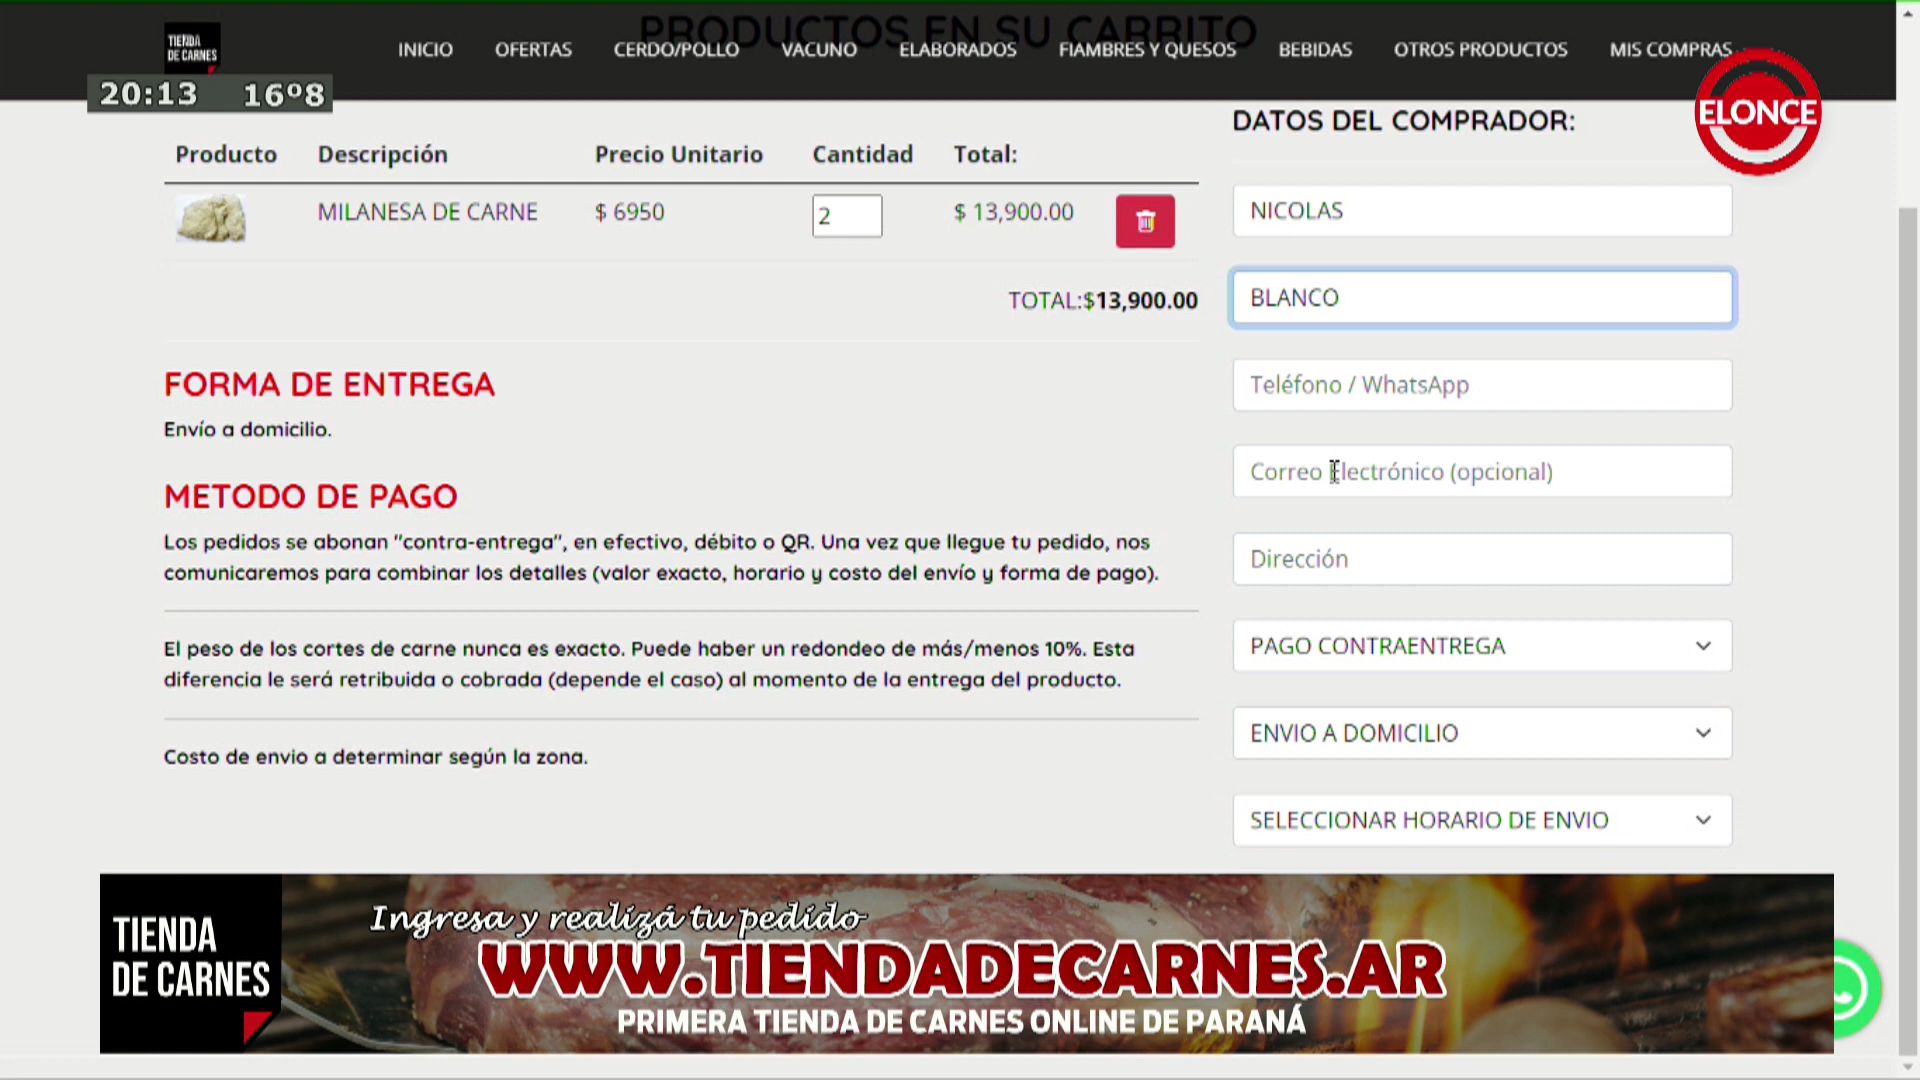 PRODUCTOS EN SU CARRITO
TIENDA
DE CARNES
INICIO OFERTAS CERDO/POLLO VACUNO ELABORADOS FIAMBRES Y QUESOS BEBIDAS OTROS PRODUCTOS MIS COMPRAS
20:13 16º8
ELONCE
DATOS DEL COMPRADOR:
Producto Descripción Precio Unitario Cantidad Total:
MILANESA DE CARNE $ 6950 2 $ 13,900.00
TOTAL:$13,900.00
NICOLAS
BLANCO
Teléfono / WhatsApp
Correo Electrónico (opcional)
Dirección
PAGO CONTRAENTREGA
ENVIO A DOMICILIO
SELECCIONAR HORARIO DE ENVIO
FORMA DE ENTREGA
Envío a domicilio.
METODO DE PAGO
Los pedidos se abonan "contra-entrega", en efectivo, débito o QR. Una vez que llegue tu pedido, nos
comunicaremos para combinar los detalles (valor exacto, horario y costo del envío y forma de pago).
El peso de los cortes de carne nunca es exacto. Puede haber un redondeo de más/menos 10%. Esta
diferencia le será retribuida o cobrada (depende el caso) al momento de la entrega del producto.
Costo de envio a determinar según la zona.
TIENDA
DE CARNES
Ingresa y realizá tu pedido
WWW.TIENDADECARNES.AR
PRIMERA TIENDA DE CARNES ONLINE DE PARANÁ